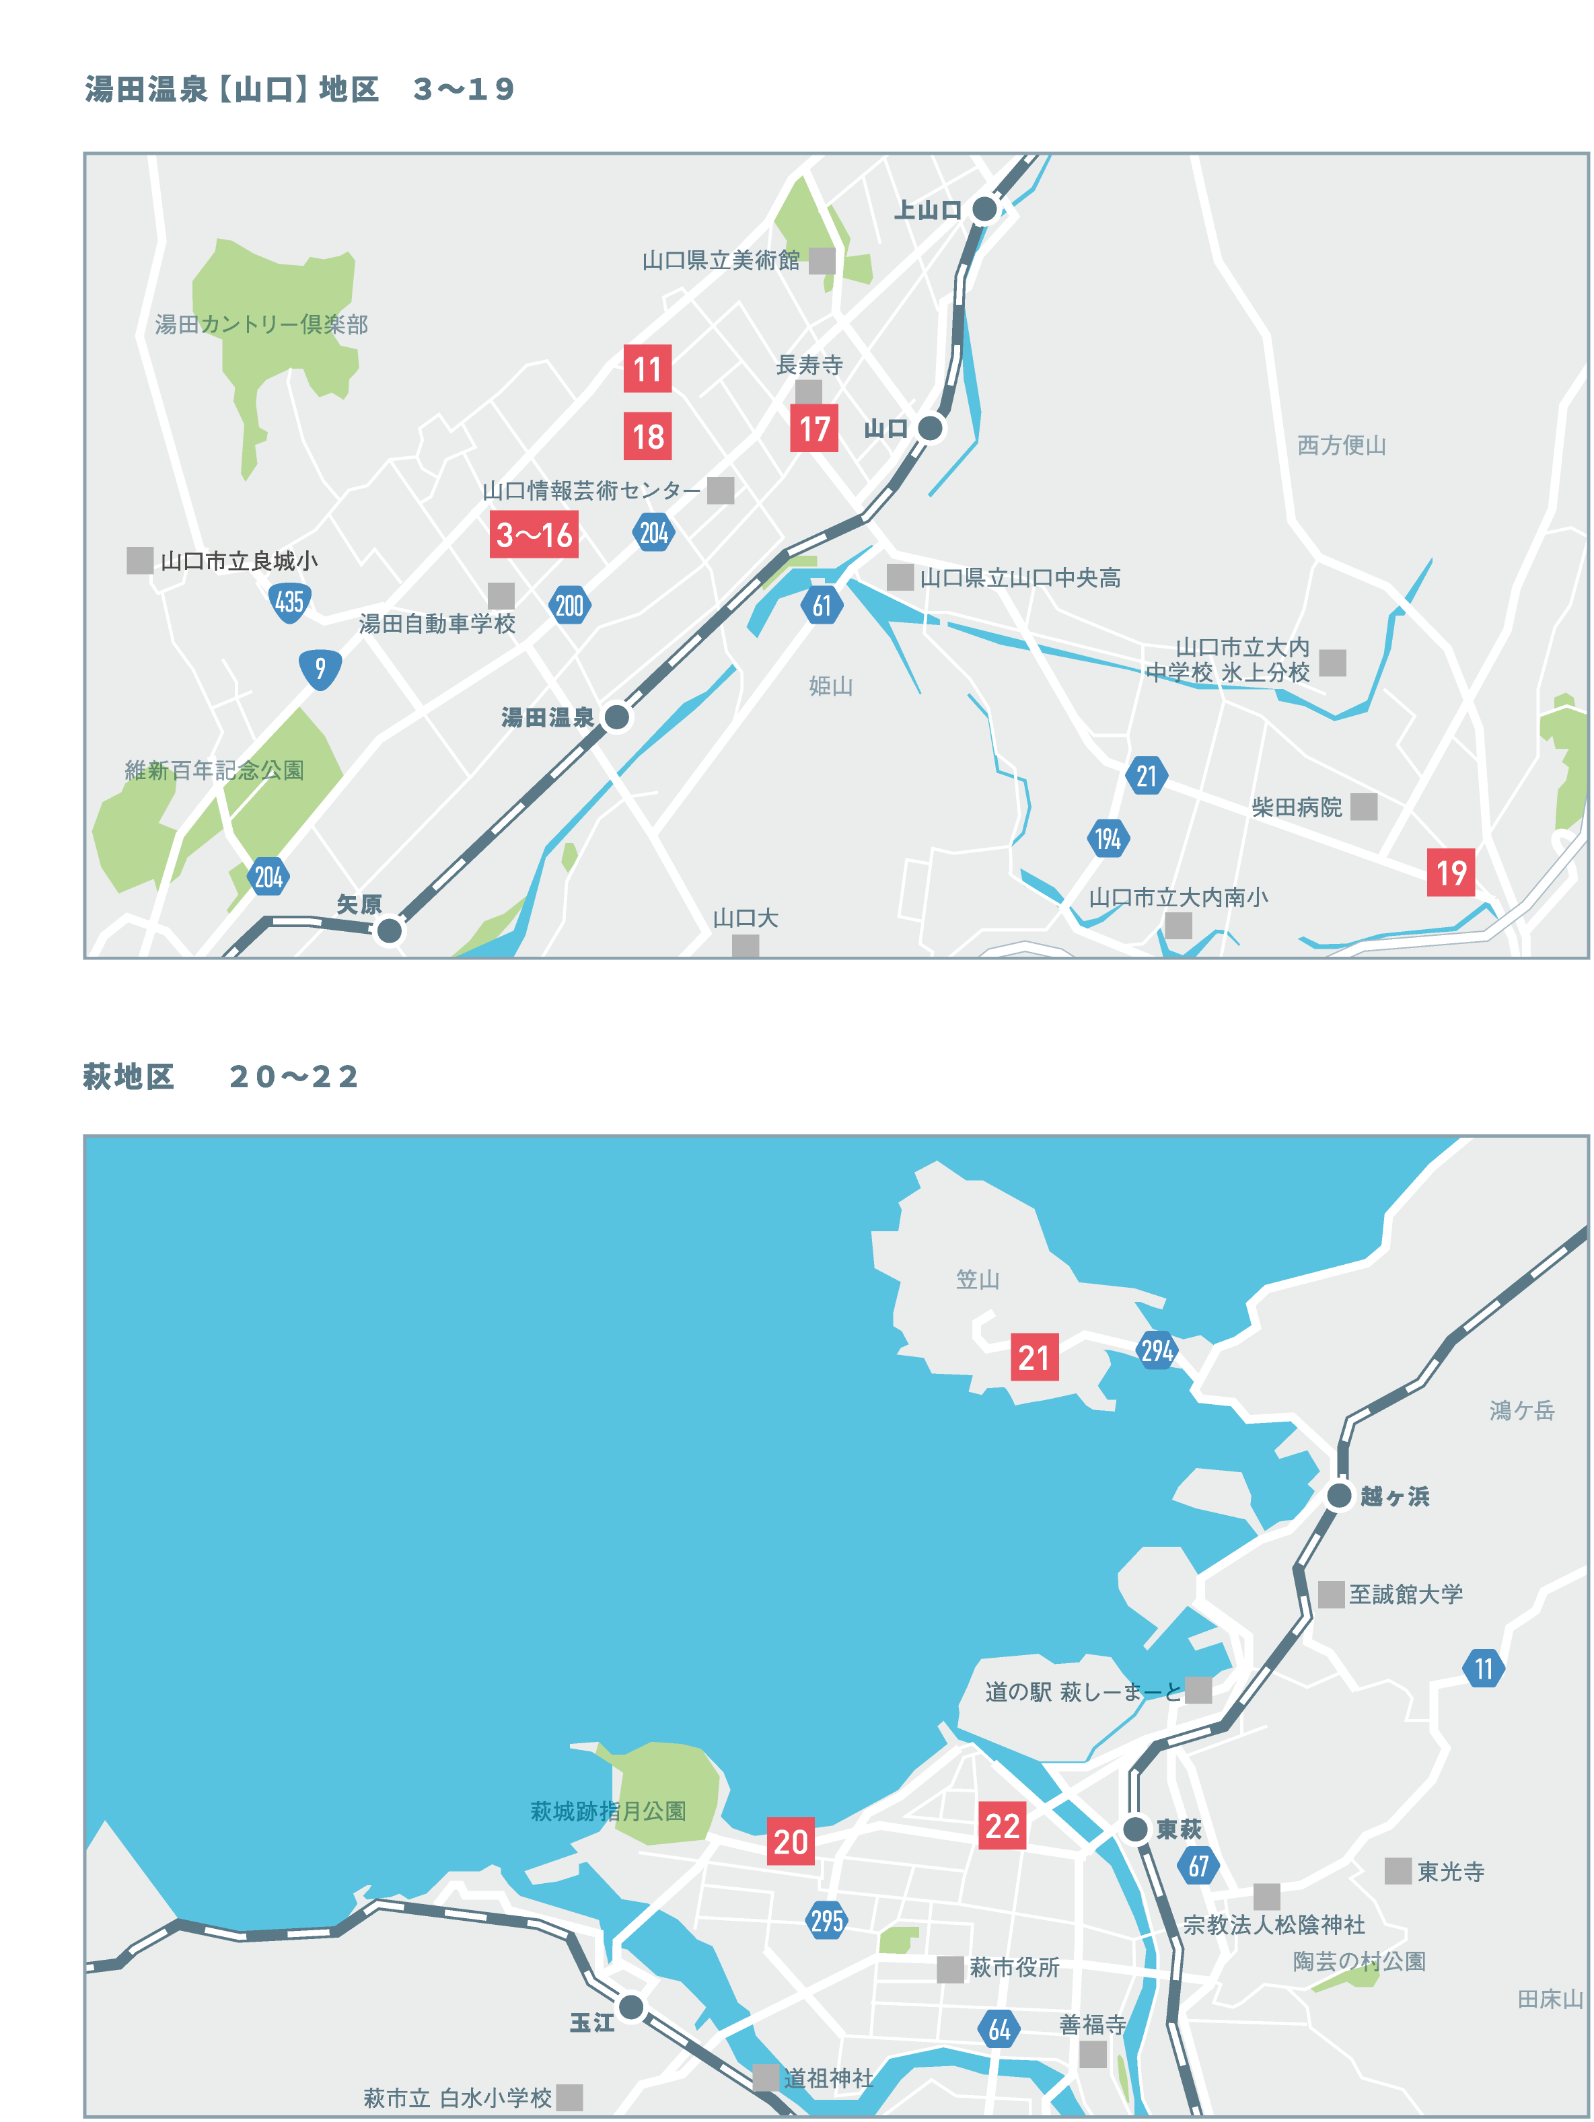 湯田温泉【山口】地区　3〜19
上山口
山口県立美術館
湯田カントリー倶楽部
11
長寿寺
18
17
山口
西方便山
山口情報芸術センター
3〜16
204
山口市立良城小
山口県立山口中央高
435
200
61
湯田自動車学校
山口市立大内
中学校 氷上分校
9
姫山
湯田温泉
維新百年記念公園
21
柴田病院
194
204
19
矢原
山口市立大内南小
山口大
萩地区　20〜22
笠山
21
294
鴻ケ岳
越ヶ浜
至誠館大学
11
道の駅 萩しーまーと
萩城跡指月公園
20
22
東萩
67
東光寺
295
宗教法人松陰神社
陶芸の村公園
萩市役所
田床山
玉江
64
善福寺
道祖神社
萩市立 白水小学校